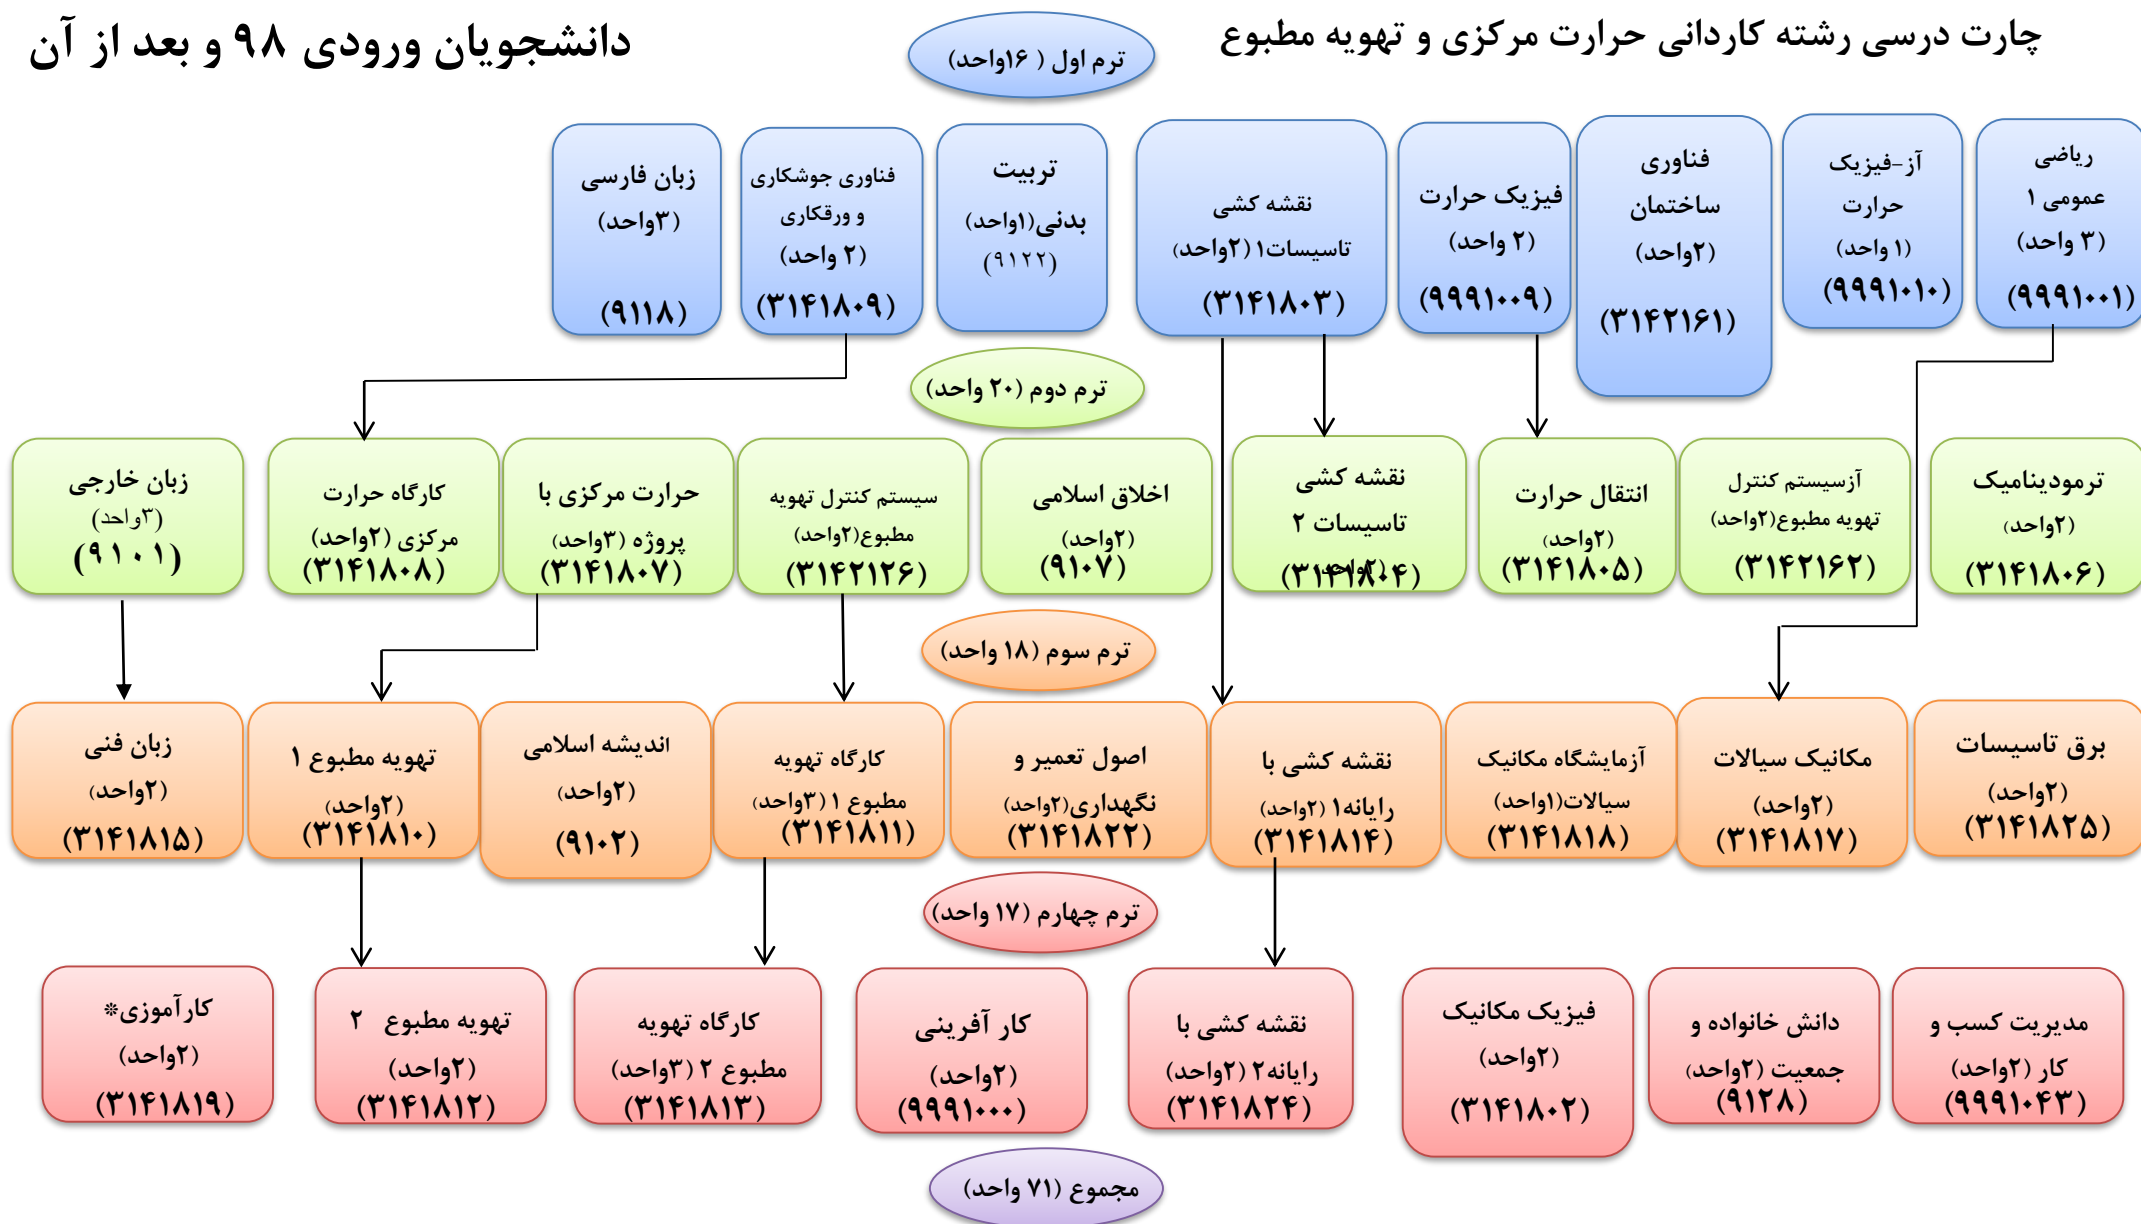 چارت درسی رشته کاردانی حرارت مرکزی و تهویه مطبوع
دانشجویان ورودی ۹۸ و بعد از آن
ترم اول ( ۱۶واحد)
ریاضی
عمومی ۱
(۳ واحد)
(۹۹۹۱۰۰۱)
آز-فیزیک
حرارت
(۱ واحد)
(۹۹۹۱۰۱۰)
فناوری
ساختمان
(۲واحد)
(۳۱۴۲۱۶۱)
فیزیک حرارت
(۲ واحد)
(۹۹۹۱۰۰۹)
نقشه کشی
تاسیسات۱ (۲واحد)
(۳۱۴۱۸۰۳)
تربیت
بدنی(۱واحد)
(۹۱۲۲)
فناوری جوشکاری
و ورقکاری
(۲ واحد)
(۳۱۴۱۸۰۹)
زبان فارسی
(۳واحد)
(۹۱۱۸)
ترم دوم (۲۰ واحد)
ترمودینامیک
(۲واحد)
(۳۱۴۱۸۰۶)
آزسیستم کنترل
تهویه مطبوع(۲واحد)
(۳۱۴۲۱۶۲)
انتقال حرارت
(۲واحد)
(۳۱۴۱۸۰۵)
نقشه کشی
تاسیسات ۲
(۳۱۴۱۸۰۴)
اخلاق اسلامی
(۲واحد)
(۹۱۰۷)
سیستم کنترل تهویه
مطبوع(۲واحد)
(۳۱۴۲۱۲۶)
حرارت مرکزی با
پروژه (۳واحد)
(۳۱۴۱۸۰۷)
کارگاه حرارت
مرکزی (۲واحد)
(۳۱۴۱۸۰۸)
زبان خارجی
(۳واحد)
(۹۱۰۱)
ترم سوم (۱۸ واحد)
برق تاسیسات
(۲واحد)
(۳۱۴۱۸۲۵)
مکانیک سیالات
(۲واحد)
(۳۱۴۱۸۱۷)
آزمایشگاه مکانیک
سیالات(۱واحد)
(۳۱۴۱۸۱۸)
نقشه کشی با
رایانه۱ (۲واحد)
(۳۱۴۱۸۱۴)
اصول تعمیر و
نگهداری(۲واحد)
(۳۱۴۱۸۲۲)
کارگاه تهویه
مطبوع ۱ (۳واحد)
(۳۱۴۱۸۱۱)
اندیشه اسلامی
(۲واحد)
(۹۱۰۲)
تهویه مطبوع ۱
(۲واحد)
(۳۱۴۱۸۱۰)
زبان فنی
(۲واحد)
(۳۱۴۱۸۱۵)
ترم چهارم (۱۷ واحد)
مدیریت کسب و
کار (۲واحد)
(۹۹۹۱۰۴۳)
دانش خانواده و
جمعیت (۲واحد)
(۹۱۲۸)
فیزیک مکانیک
(۲واحد)
(۳۱۴۱۸۰۲)
نقشه کشی با
رایانه۲ (۲واحد)
(۳۱۴۱۸۲۴)
کار آفرینی
(۲واحد)
(۹۹۹۱۰۰۰)
کارگاه تهویه
مطبوع ۲ (۳واحد)
(۳۱۴۱۸۱۳)
تهویه مطبوع ۲
(۲واحد)
(۳۱۴۱۸۱۲)
کارآموزی*
(۲واحد)
(۳۱۴۱۸۱۹)
مجموع (۷۱ واحد)